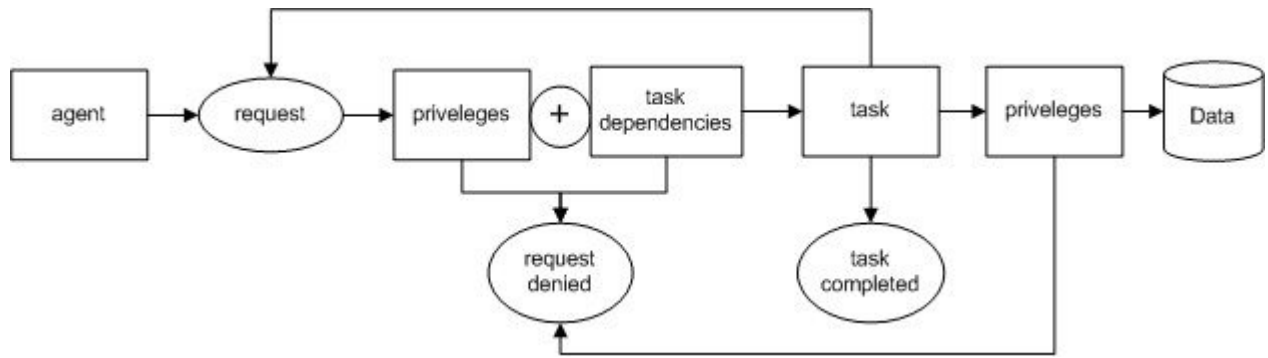 agent
request
priveleges
+
task
dependencies
task
priveleges
Data
request
denied
task
completed